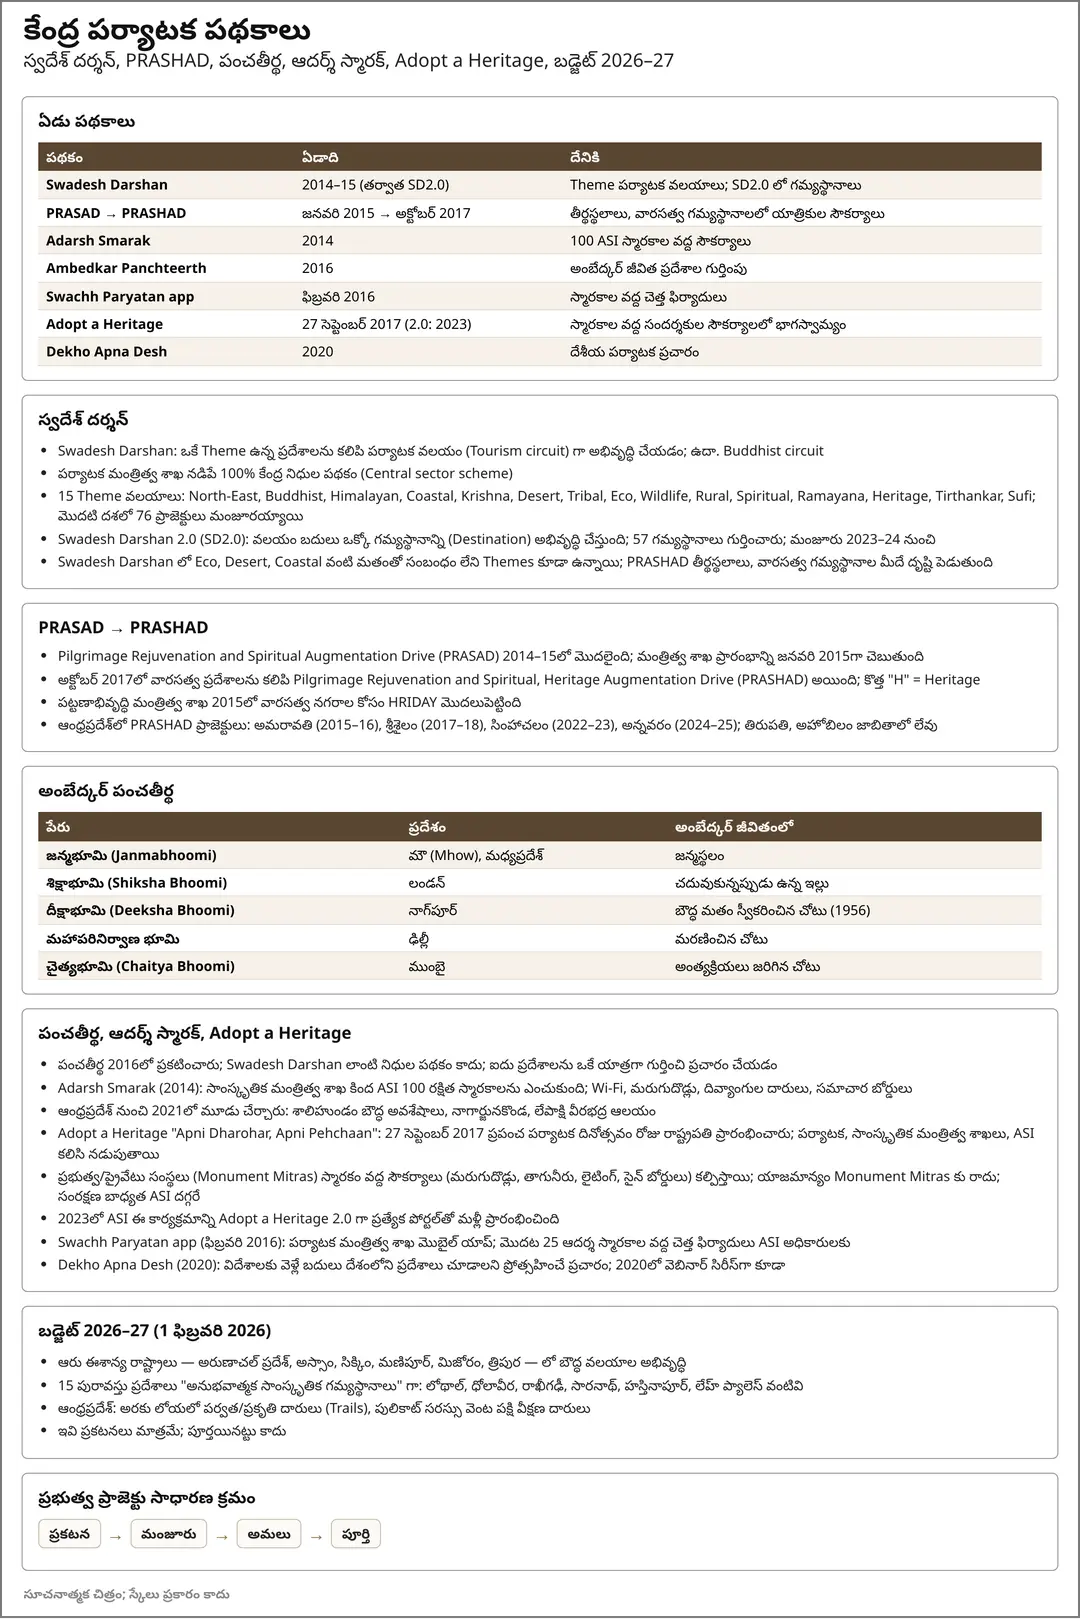 కేంద్ర పర్యాటక పథకాలు
స్వదేశ్ దర్శన్, PRASHAD, పంచతీర్థ, ఆదర్శ్ స్మారక్, Adopt a Heritage, బడ్జెట్ 2026–27
ఏడు పథకాలు
పథకం ఏడాది దేనికి
Swadesh Darshan 2014–15 (తర్వాత SD2.0) Theme పర్యాటక వలయాలు; SD2.0 లో గమ్యస్థానాలు
PRASAD → PRASHAD జనవరి 2015 → అక్టోబర్ 2017 తీర్థస్థలాలు, వారసత్వ గమ్యస్థానాలలో యాత్రికుల సౌకర్యాలు
Adarsh Smarak 2014 100 ASI స్మారకాల వద్ద సౌకర్యాలు
Ambedkar Panchteerth 2016 అంబేద్కర్ జీవిత ప్రదేశాల గుర్తింపు
Swachh Paryatan app ఫిబ్రవరి 2016 స్మారకాల వద్ద చెత్త ఫిర్యాదులు
Adopt a Heritage 27 సెప్టెంబర్ 2017 (2.0: 2023) స్మారకాల వద్ద సందర్శకుల సౌకర్యాలలో భాగస్వామ్యం
Dekho Apna Desh 2020 దేశీయ పర్యాటక ప్రచారం
స్వదేశ్ దర్శన్
• Swadesh Darshan: ఒకే Theme ఉన్న ప్రదేశాలను కలిపి పర్యాటక వలయం (Tourism circuit) గా అభివృద్ధి చేయడం; ఉదా. Buddhist circuit
• పర్యాటక మంత్రిత్వ శాఖ నడిపే 100% కేంద్ర నిధుల పథకం (Central sector scheme)
• 15 Theme వలయాలు: North-East, Buddhist, Himalayan, Coastal, Krishna, Desert, Tribal, Eco, Wildlife, Rural, Spiritual, Ramayana, Heritage, Tirthankar, Sufi;
మొదటి దశలో 76 ప్రాజెక్టులు మంజూరయ్యాయి
• Swadesh Darshan 2.0 (SD2.0): వలయం బదులు ఒక్కో గమ్యస్థానాన్ని (Destination) అభివృద్ధి చేస్తుంది; 57 గమ్యస్థానాలు గుర్తించారు; మంజూరు 2023–24 నుంచి
• Swadesh Darshan లో Eco, Desert, Coastal వంటి మతంతో సంబంధం లేని Themes కూడా ఉన్నాయి; PRASHAD తీర్థస్థలాలు, వారసత్వ గమ్యస్థానాల మీదే దృష్టి పెడుతుంది
PRASAD → PRASHAD
• Pilgrimage Rejuvenation and Spiritual Augmentation Drive (PRASAD) 2014–15లో మొదలైంది; మంత్రిత్వ శాఖ ప్రారంభాన్ని జనవరి 2015గా చెబుతుంది
• అక్టోబర్ 2017లో వారసత్వ ప్రదేశాలను కలిపి Pilgrimage Rejuvenation and Spiritual, Heritage Augmentation Drive (PRASHAD) అయింది; కొత్త "H" = Heritage
• పట్టణాభివృద్ధి మంత్రిత్వ శాఖ 2015లో వారసత్వ నగరాల కోసం HRIDAY మొదలుపెట్టింది
• ఆంధ్రప్రదేశ్‌లో PRASHAD ప్రాజెక్టులు: అమరావతి (2015–16), శ్రీశైలం (2017–18), సింహాచలం (2022–23), అన్నవరం (2024–25); తిరుపతి, అహోబిలం జాబితాలో లేవు
అంబేద్కర్ పంచతీర్థ
పేరు ప్రదేశం అంబేద్కర్ జీవితంలో
జన్మభూమి (Janmabhoomi) మౌ (Mhow), మధ్యప్రదేశ్ జన్మస్థలం
శిక్షాభూమి (Shiksha Bhoomi) లండన్ చదువుకున్నప్పుడు ఉన్న ఇల్లు
దీక్షాభూమి (Deeksha Bhoomi) నాగ్‌పూర్ బౌద్ధ మతం స్వీకరించిన చోటు (1956)
మహాపరినిర్వాణ భూమి ఢిల్లీ మరణించిన చోటు
చైత్యభూమి (Chaitya Bhoomi) ముంబై అంత్యక్రియలు జరిగిన చోటు
పంచతీర్థ, ఆదర్శ్ స్మారక్, Adopt a Heritage
• పంచతీర్థ 2016లో ప్రకటించారు; Swadesh Darshan లాంటి నిధుల పథకం కాదు; ఐదు ప్రదేశాలను ఒకే యాత్రగా గుర్తించి ప్రచారం చేయడం
• Adarsh Smarak (2014): సాంస్కృతిక మంత్రిత్వ శాఖ కింద ASI 100 రక్షిత స్మారకాలను ఎంచుకుంది; Wi-Fi, మరుగుదొడ్లు, దివ్యాంగుల దారులు, సమాచార బోర్డులు
• ఆంధ్రప్రదేశ్ నుంచి 2021లో మూడు చేర్చారు: శాలిహుండం బౌద్ధ అవశేషాలు, నాగార్జునకొండ, లేపాక్షి వీరభద్ర ఆలయం
• Adopt a Heritage "Apni Dharohar, Apni Pehchaan": 27 సెప్టెంబర్ 2017 ప్రపంచ పర్యాటక దినోత్సవం రోజు రాష్ట్రపతి ప్రారంభించారు; పర్యాటక, సాంస్కృతిక మంత్రిత్వ శాఖలు, ASI
కలిసి నడుపుతాయి
• ప్రభుత్వ/ప్రైవేటు సంస్థలు (Monument Mitras) స్మారకం వద్ద సౌకర్యాలు (మరుగుదొడ్లు, తాగునీరు, లైటింగ్, సైన్ బోర్డులు) కల్పిస్తాయి; యాజమాన్యం Monument Mitras కు రాదు;
సంరక్షణ బాధ్యత ASI దగ్గరే
• 2023లో ASI ఈ కార్యక్రమాన్ని Adopt a Heritage 2.0 గా ప్రత్యేక పోర్టల్‌తో మళ్లీ ప్రారంభించింది
• Swachh Paryatan app (ఫిబ్రవరి 2016): పర్యాటక మంత్రిత్వ శాఖ మొబైల్ యాప్; మొదట 25 ఆదర్శ స్మారకాల వద్ద చెత్త ఫిర్యాదులు ASI అధికారులకు
• Dekho Apna Desh (2020): విదేశాలకు వెళ్లే బదులు దేశంలోని ప్రదేశాలు చూడాలని ప్రోత్సహించే ప్రచారం; 2020లో వెబినార్ సిరీస్‌గా కూడా
బడ్జెట్ 2026–27 (1 ఫిబ్రవరి 2026)
• ఆరు ఈశాన్య రాష్ట్రాలు — అరుణాచల్ ప్రదేశ్, అస్సాం, సిక్కిం, మణిపూర్, మిజోరం, త్రిపుర — లో బౌద్ధ వలయాల అభివృద్ధి
• 15 పురావస్తు ప్రదేశాలు "అనుభవాత్మక సాంస్కృతిక గమ్యస్థానాలు" గా: లోథాల్, ధోలావీర, రాఖీగఢీ, సారనాథ్, హస్తినాపూర్, లేహ్ ప్యాలెస్ వంటివి
• ఆంధ్రప్రదేశ్: అరకు లోయలో పర్వత/ప్రకృతి దారులు (Trails), పులికాట్ సరస్సు వెంట పక్షి వీక్షణ దారులు
• ఇవి ప్రకటనలు మాత్రమే; పూర్తయినట్టు కాదు
ప్రభుత్వ ప్రాజెక్టు సాధారణ క్రమం
ప్రకటన → మంజూరు → అమలు → పూర్తి
సూచనాత్మక చిత్రం; స్కేలు ప్రకారం కాదు